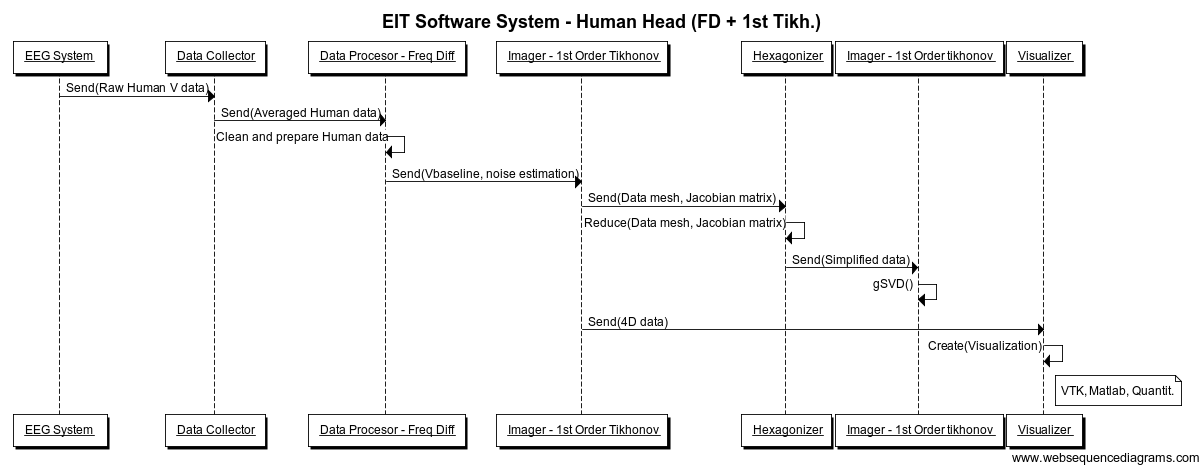 EIT Software System - Human Head (FD + 1st Tikh.)
EEG System
Data Collector
Data Procesor - Freq Diff
Imager - 1st Order Tikhonov
Hexagonizer
Imager - 1st Order tikhonov
Visualizer
Send(Raw Human V data)
Send(Averaged Human data)
Clean and prepare Human data
Send(Vbaseline, noise estimation)
Send(Data mesh, Jacobian matrix)
Reduce(Data mesh, Jacobian matrix)
Send(Simplified data)
gSVD()
Send(4D data)
Create(Visualization)
VTK, Matlab, Quantit.
EEG System
Data Collector
Data Procesor - Freq Diff
Imager - 1st Order Tikhonov
Hexagonizer
Imager - 1st Order tikhonov
Visualizer
www.websequencediagrams.com